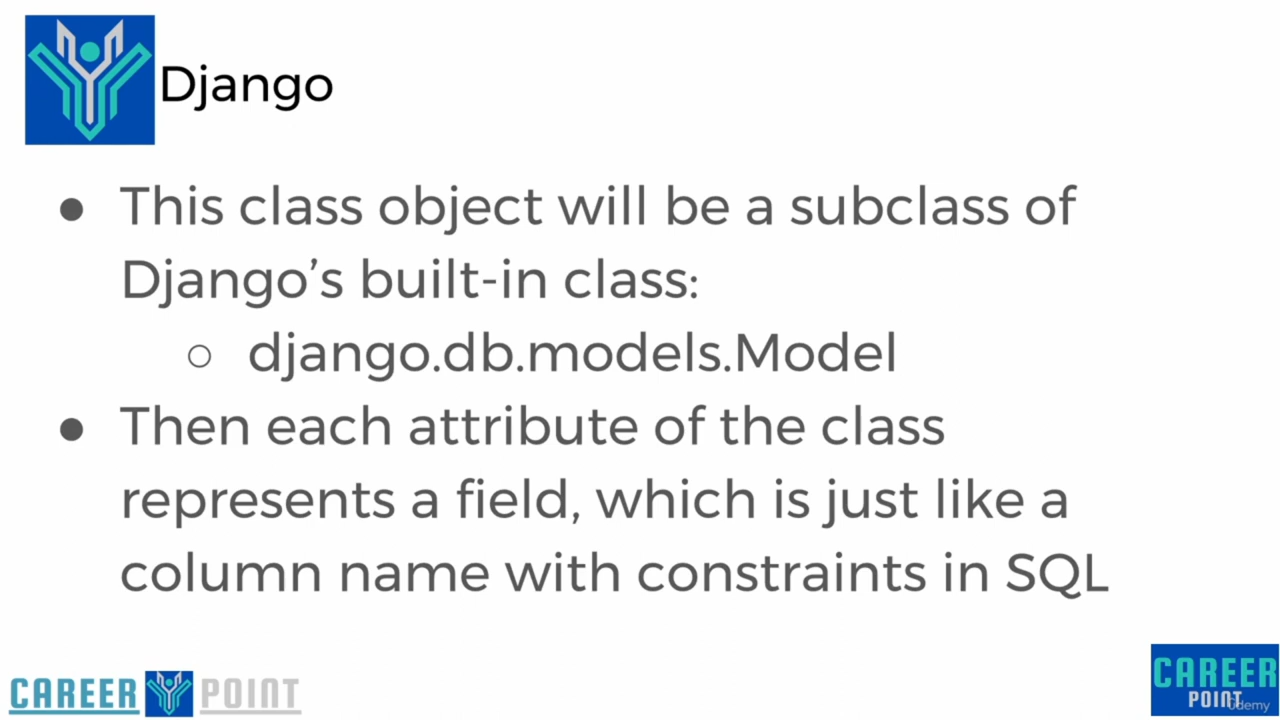 Django
● This class object will be a subclass of
Django’s built-in class:
○ django.db.models.Model
● Then each attribute of the class
represents a field, which is just like a
column name with constraints in SQL
CAREER POINT
CAREER
POINT
udemy